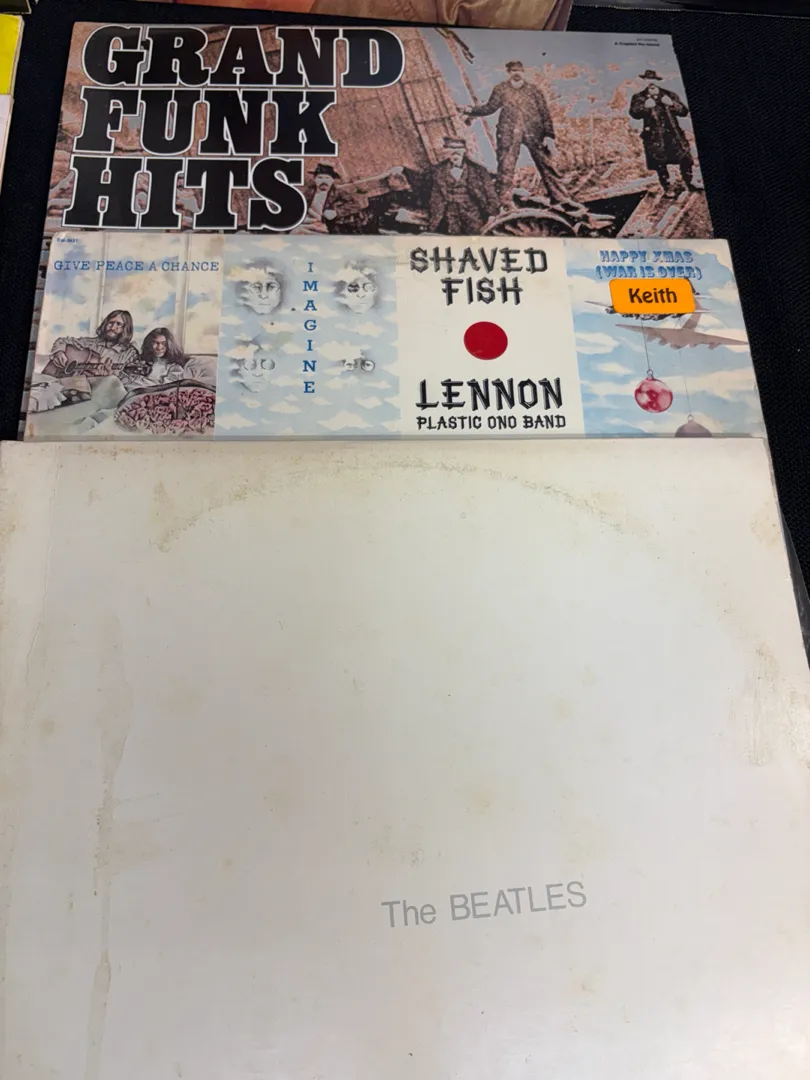 GRAND
FUNK
HITS
GIVE PEACE A CHANCE
IMAGINE
SHAVED
FISH
LENNON
PLASTIC ONO BAND
HAPPY XMAS
(WAR IS OVER)
Keith
The BEATLES